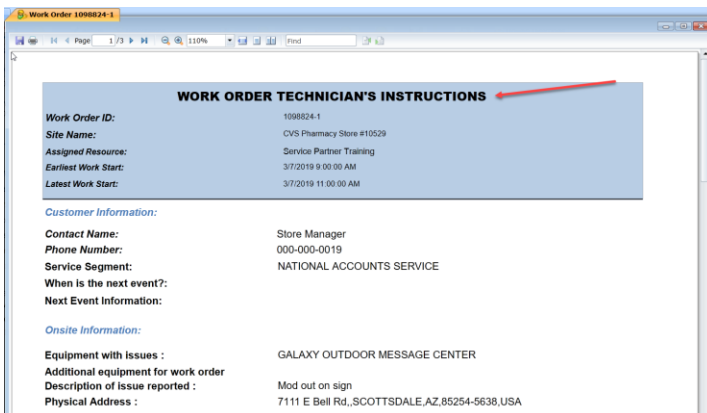 Work Order 1098824-1
Page 1/3 110% Find
WORK ORDER TECHNICIAN'S INSTRUCTIONS
Work Order ID: 1098824-1
Site Name: CVS Pharmacy Store #10529
Assigned Resource: Service Partner Training
Earliest Work Start: 3/7/2019 9:00:00 AM
Latest Work Start: 3/7/2019 11:00:00 AM
Customer Information:
Contact Name: Store Manager
Phone Number: 000-000-0019
Service Segment: NATIONAL ACCOUNTS SERVICE
When is the next event?:
Next Event Information:
Onsite Information:
Equipment with issues : GALAXY OUTDOOR MESSAGE CENTER
Additional equipment for work order
Description of issue reported : Mod out on sign
Physical Address : 7111 E Bell Rd,,SCOTTSDALE,AZ,85254-5638,USA